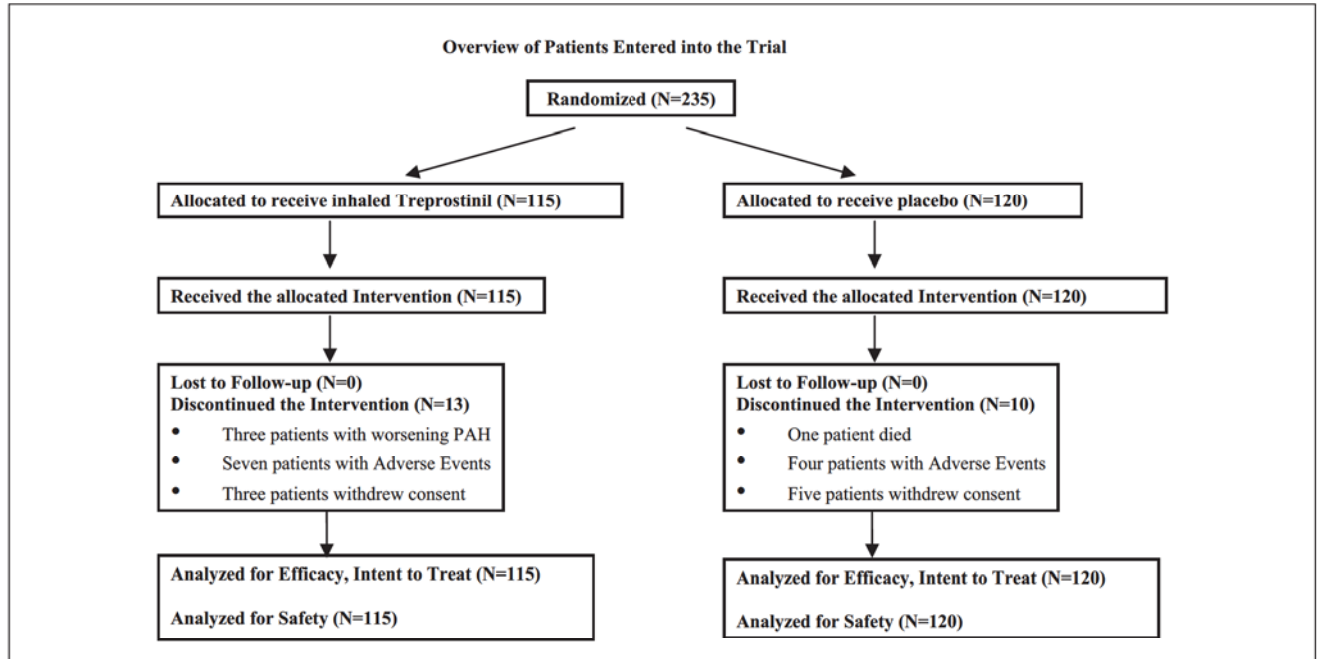 Overview of Patients Entered into the Trial
Randomized (N=235)
Allocated to receive inhaled Treprostinil (N=115)
Allocated to receive placebo (N=120)
Received the allocated Intervention (N=115)
Received the allocated Intervention (N=120)
Lost to Follow-up (N=0)
Discontinued the Intervention (N=13)
• Three patients with worsening PAH
• Seven patients with Adverse Events
• Three patients withdrew consent
Lost to Follow-up (N=0)
Discontinued the Intervention (N=10)
• One patient died
• Four patients with Adverse Events
• Five patients withdrew consent
Analyzed for Efficacy, Intent to Treat (N=115)
Analyzed for Safety (N=115)
Analyzed for Efficacy, Intent to Treat (N=120)
Analyzed for Safety (N=120)